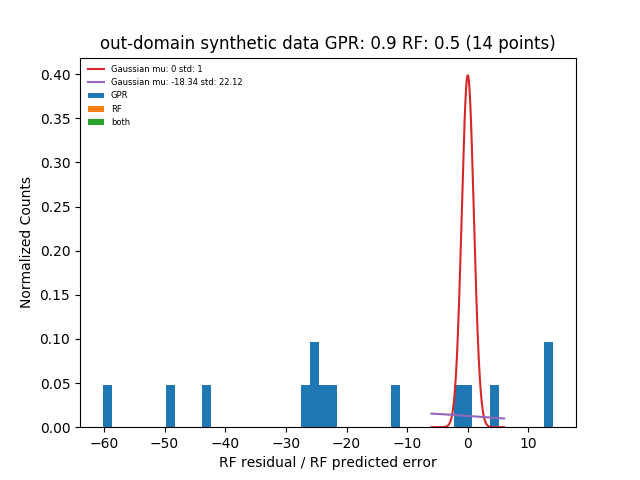 out-domain synthetic data GPR: 0.9 RF: 0.5 (14 points)
Gaussian mu: 0 std: 1
Gaussian mu: -18.34 std: 22.12
GPR
RF
both
0.40
0.35
0.30
0.25
0.20
0.15
0.10
0.05
0.00
Normalized Counts
−60 −50 −40 −30 −20 −10 0 10
RF residual / RF predicted error